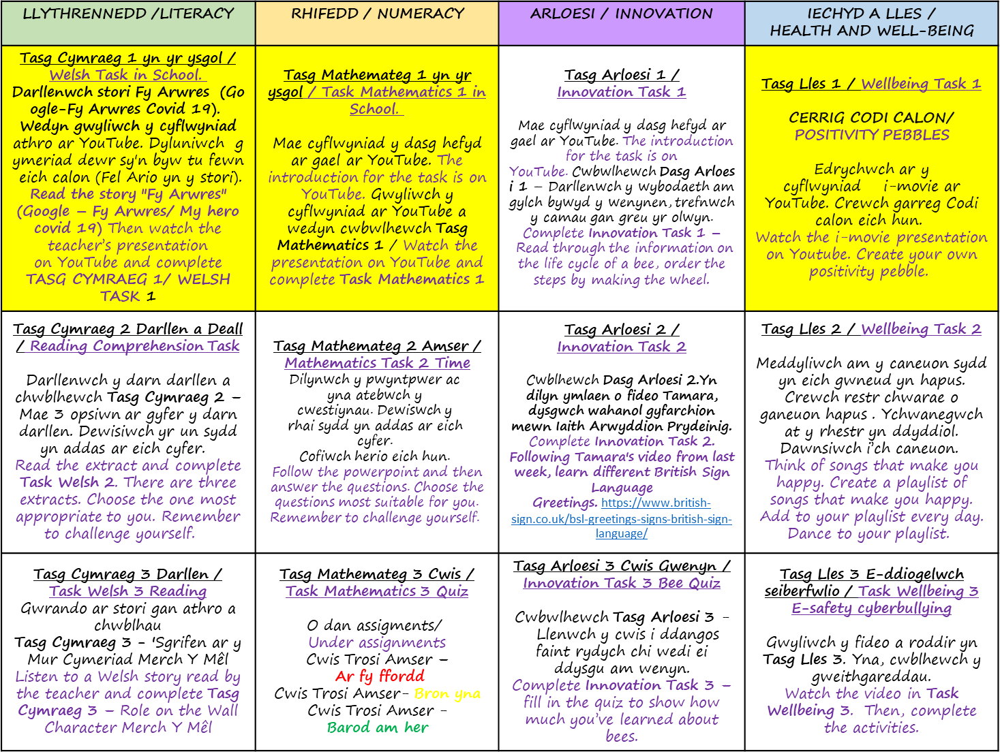 LLYTHRENNEDD /LITERACY
RHIFEDD / NUMERACY
ARLOESI / INNOVATION
IECHYD A LLES /
HEALTH AND WELL-BEING
Tasg Cymraeg 1 yn yr ysgol /
Welsh Task in School.
Darllenwch stori Fy Arwres (Go
ogle-Fy Arwres Covid 19).
Wedyn gwyliwch y cyflwyniad
athro ar YouTube. Dyluniwch g
ymeriad dewr sy'n byw tu fewn
eich calon (Fel Ario yn y stori).
Read the story "Fy Arwres"
(Google – Fy Arwres/ My hero
covid 19) Then watch the
teacher's presentation
on YouTube and complete
TASG CYMRAEG 1/ WELSH
TASK 1
Tasg Mathemateg 1 yn yr
ysgol / Task Mathematics 1 in
School.
Mae cyflwyniad y dasg hefyd
ar gael ar YouTube. The
introduction for the task is on
YouTube. Gwyliwch y
cyflwyniad ar YouTube a
wedyn cwbwlhewch Tasg
Mathematics 1 / Watch the
presentation on YouTube and
complete Task Mathematics 1
Tasg Arloesi 1 /
Innovation Task 1
Mae cyflwyniad y dasg hefyd ar
gael ar YouTube. The introduction
for the task is on
YouTube. Cwbwlhewch Dasg Arloes
i 1 – Darllenwch y wybodaeth am
gylch bywyd y wenynen, trefnwch
y camau gan greu yr olwyn.
Complete Innovation Task 1 –
Read through the information on
the life cycle of a bee, order the
steps by making the wheel.
Tasg Lles 1 / Wellbeing Task 1
CERRIG CODI CALON/
POSITIVITY PEBBLES
Edrychwch ar y
cyflwyniad i-movie ar
YouTube. Crewch garreg Codi
calon eich hun.
Watch the i-movie presentation
on Youtube. Create your own
positivity pebble.
Tasg Cymraeg 2 Darllen a Deall
/ Reading Comprehension Task
Darllenwch y darn darllen a
chwblhewch Tasg Cymraeg 2 –
Mae 3 opsiwn ar gyfer y darn
darllen. Dewisiwch yr un sydd
yn addas ar eich cyfer.
Read the extract and complete
Task Welsh 2. There are three
extracts. Choose the one most
appropriate to you. Remember
to challenge yourself.
Tasg Mathemateg 2 Amser /
Mathematics Task 2 Time
Dilynwch y pwyntpwer ac
yna atebwch y
cwestiynau. Dewiswch y
rhai sydd yn addas ar eich
cyfer.
Cofiwch herio eich hun.
Follow the powerpoint and then
answer the questions. Choose the
questions most suitable for you.
Remember to challenge yourself.
Tasg Arloesi 2 /
Innovation Task 2
Cwblhewch Dasg Arloesi 2.Yn
dilyn ymlaen o fideo Tamara,
dysgwch wahanol gyfarchion
mewn Iaith Arwyddion Prydeinig.
Complete Innovation Task 2.
Following Tamara's video from last
week, learn different British Sign
Language
Greetings. https://www.british-
sign.co.uk/bsl-greetings-signs-british-sign-
language/
Tasg Lles 2 / Wellbeing Task 2
Meddyliwch am y caneuon sydd
yn eich gwneud yn hapus.
Crewch restr chwarae o
ganeuon hapus . Ychwanegwch
at y rhestr yn ddyddiol.
Dawnsiwch i'ch caneuon.
Think of songs that make you
happy. Create a playlist of
songs that make you happy.
Add to your playlist every day.
Dance to your playlist.
Tasg Cymraeg 3 Darllen /
Task Welsh 3 Reading
Gwrando ar stori gan athro a
chwblhau
Tasg Cymraeg 3 - 'Sgrifen ar y
Mur Cymeriad Merch Y Mêl
Listen to a Welsh story read by
the teacher and complete Tasg
Cymraeg 3 – Role on the Wall
Character Merch Y Mêl
Tasg Mathemateg 3 Cwis /
Task Mathematics 3 Quiz
O dan assigments/
Under assignments
Cwis Trosi Amser –
Ar fy ffordd
Cwis Trosi Amser- Bron yna
Cwis Trosi Amser -
Barod am her
Tasg Arloesi 3 Cwis Gwenyn /
Innovation Task 3 Bee Quiz
Cwbwlhewch Tasg Arloesi 3 -
Llenwch y cwis i ddangos
faint rydych chi wedi ei
ddysgu am wenyn.
Complete Innovation Task 3 –
fill in the quiz to show how
much you've learned about
bees.
Tasg Lles 3 E-ddiogelwch
seiberfwlio / Task Wellbeing 3
E-safety cyberbullying
Gwyliwch y fideo a roddir yn
Tasg Lles 3. Yna, cwblhewch y
gweithgareddau.
Watch the video in Task
Wellbeing 3. Then, complete
the activities.